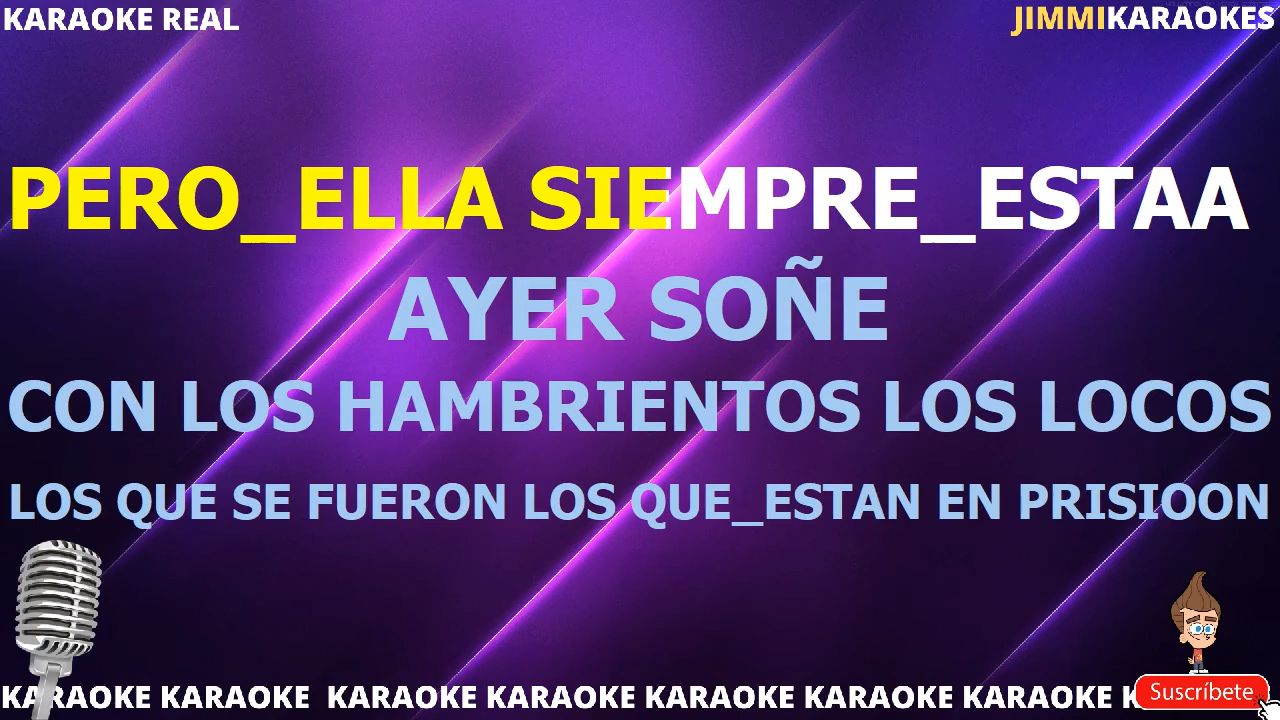 KARAOKE REAL
JIMMIKARAOKES
PERO_ELLA SIEMPRE_ESTAA
AYER SOÑE
CON LOS HAMBRIENTOS LOS LOCOS
LOS QUE SE FUERON LOS QUE_ESTAN EN PRISIOON
KARAOKE KARAOKE KARAOKE KARAOKE KARAOKE KARAOKE KARAOKE K
Suscríbete